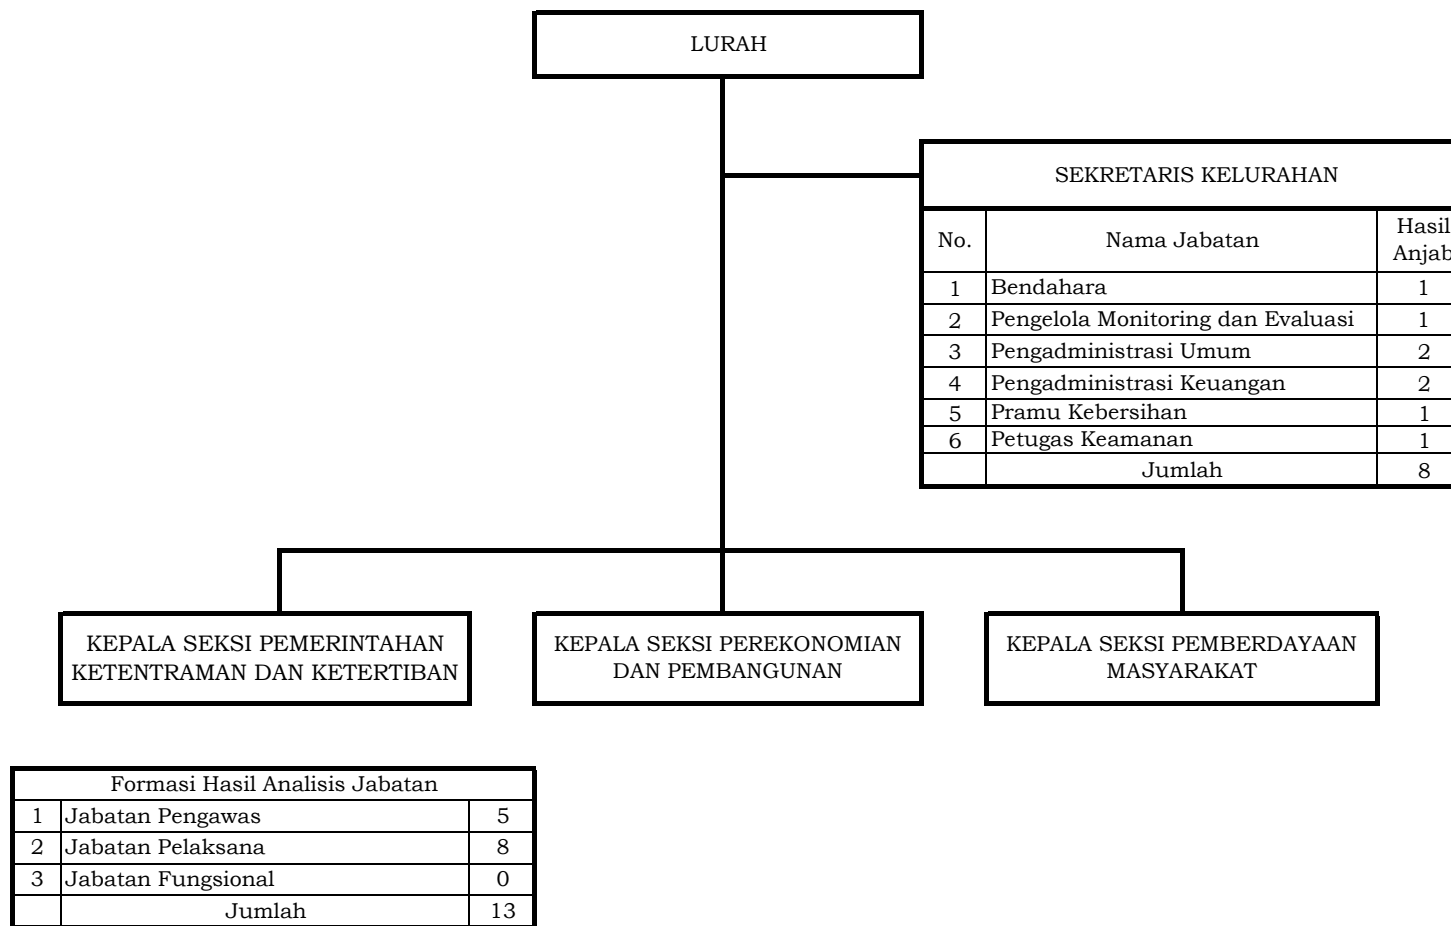 LURAH
SEKRETARIS KELURAHAN
No. Nama Jabatan Hasil Anjab
1 Bendahara 1
2 Pengelola Monitoring dan Evaluasi 1
3 Pengadministrasi Umum 2
4 Pengadministrasi Keuangan 2
5 Pramu Kebersihan 1
6 Petugas Keamanan 1
Jumlah 8
KEPALA SEKSI PEMERINTAHAN
KETENTRAMAN DAN KETERTIBAN
KEPALA SEKSI PEREKONOMIAN
DAN PEMBANGUNAN
KEPALA SEKSI PEMBERDAYAAN
MASYARAKAT
Formasi Hasil Analisis Jabatan
1 Jabatan Pengawas 5
2 Jabatan Pelaksana 8
3 Jabatan Fungsional 0
Jumlah 13